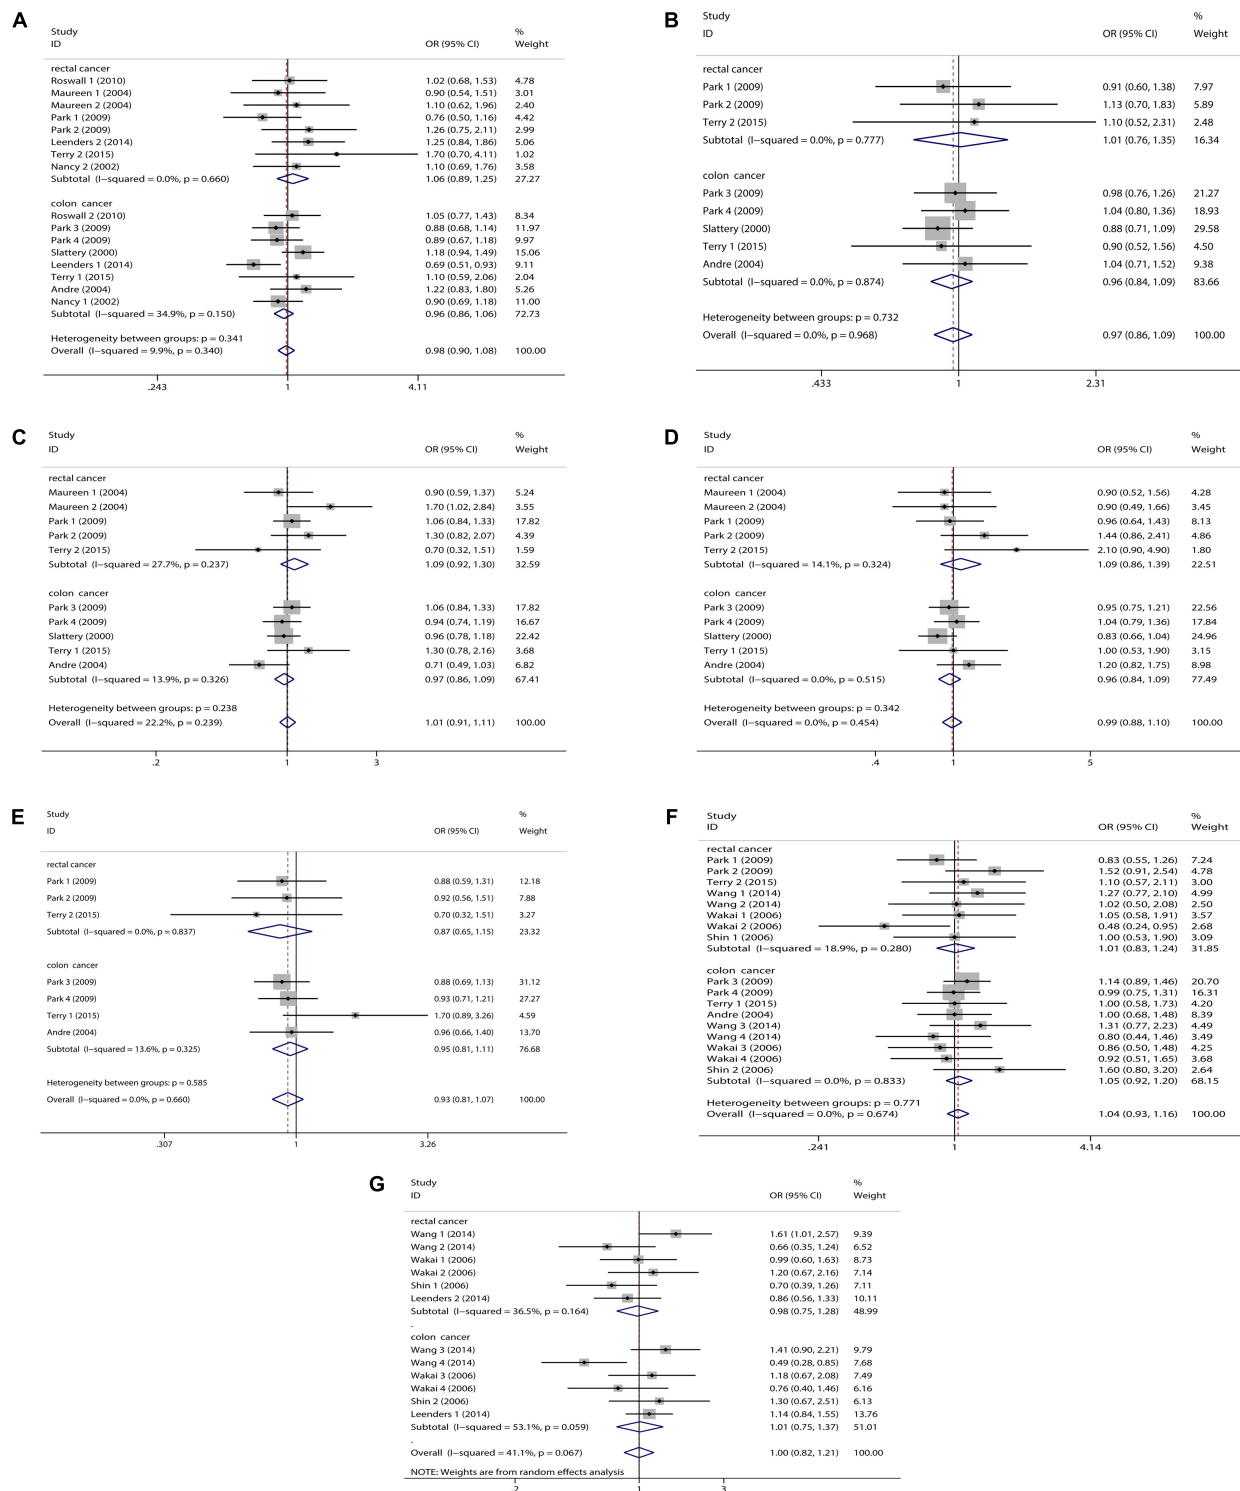 A
Study %
ID OR (95% CI) Weight
rectal cancer
Roswall 1 (2010) 1.02 (0.68, 1.53) 4.78
Maureen 1 (2004) 0.90 (0.54, 1.51) 3.01
Maureen 2 (2004) 1.10 (0.62, 1.96) 2.40
Park 1 (2009) 0.76 (0.50, 1.16) 4.42
Park 2 (2009) 1.26 (0.75, 2.11) 2.99
Leenders 2 (2014) 1.25 (0.84, 1.86) 5.06
Terry 2 (2015) 1.70 (0.70, 4.11) 1.02
Nancy 2 (2002) 1.10 (0.69, 1.76) 3.58
Subtotal (I−squared = 0.0%, p = 0.660) 1.06 (0.89, 1.25) 27.27
colon cancer
Roswall 2 (2010) 1.05 (0.77, 1.43) 8.34
Park 3 (2009) 0.88 (0.68, 1.14) 11.97
Park 4 (2009) 0.89 (0.67, 1.18) 9.97
Slattery (2000) 1.18 (0.94, 1.49) 15.06
Leenders 1 (2014) 0.69 (0.51, 0.93) 9.11
Terry 1 (2015) 1.10 (0.59, 2.06) 2.04
Andre (2004) 1.22 (0.83, 1.80) 5.26
Nancy 1 (2002) 0.90 (0.69, 1.18) 11.00
Subtotal (I−squared = 34.9%, p = 0.150) 0.96 (0.86, 1.06) 72.73
Heterogeneity between groups: p = 0.341
Overall (I−squared = 9.9%, p = 0.340) 0.98 (0.90, 1.08) 100.00
.243 1 4.11
B
Study %
ID OR (95% CI) Weight
rectal cancer
Park 1 (2009) 0.91 (0.60, 1.38) 7.97
Park 2 (2009) 1.13 (0.70, 1.83) 5.89
Terry 2 (2015) 1.10 (0.52, 2.31) 2.48
Subtotal (I−squared = 0.0%, p = 0.777) 1.01 (0.76, 1.35) 16.34
colon cancer
Park 3 (2009) 0.98 (0.76, 1.26) 21.27
Park 4 (2009) 1.04 (0.80, 1.36) 18.93
Slattery (2000) 0.88 (0.71, 1.09) 29.58
Terry 1 (2015) 0.90 (0.52, 1.56) 4.50
Andre (2004) 1.04 (0.71, 1.52) 9.38
Subtotal (I−squared = 0.0%, p = 0.874) 0.96 (0.84, 1.09) 83.66
Heterogeneity between groups: p = 0.732
Overall (I−squared = 0.0%, p = 0.968) 0.97 (0.86, 1.09) 100.00
.433 1 2.31
C
Study %
ID OR (95% CI) Weight
rectal cancer
Maureen 1 (2004) 0.90 (0.59, 1.37) 5.24
Maureen 2 (2004) 1.70 (1.02, 2.84) 3.55
Park 1 (2009) 1.06 (0.84, 1.33) 17.82
Park 2 (2009) 1.30 (0.82, 2.07) 4.39
Terry 2 (2015) 0.70 (0.32, 1.51) 1.59
Subtotal (I−squared = 27.7%, p = 0.237) 1.09 (0.92, 1.30) 32.59
colon cancer
Park 3 (2009) 1.06 (0.84, 1.33) 17.82
Park 4 (2009) 0.94 (0.74, 1.19) 16.67
Slattery (2000) 0.96 (0.78, 1.18) 22.42
Terry 1 (2015) 1.30 (0.78, 2.16) 3.68
Andre (2004) 0.71 (0.49, 1.03) 6.82
Subtotal (I−squared = 13.9%, p = 0.326) 0.97 (0.86, 1.09) 67.41
Heterogeneity between groups: p = 0.238
Overall (I−squared = 22.2%, p = 0.239) 1.01 (0.91, 1.11) 100.00
.2 1 3
D
Study %
ID OR (95% CI) Weight
rectal cancer
Maureen 1 (2004) 0.90 (0.52, 1.56) 4.28
Maureen 2 (2004) 0.90 (0.49, 1.66) 3.45
Park 1 (2009) 0.96 (0.64, 1.43) 8.13
Park 2 (2009) 1.44 (0.86, 2.41) 4.86
Terry 2 (2015) 2.10 (0.90, 4.90) 1.80
Subtotal (I−squared = 14.1%, p = 0.324) 1.09 (0.86, 1.39) 22.51
colon cancer
Park 3 (2009) 0.95 (0.75, 1.21) 22.56
Park 4 (2009) 1.04 (0.79, 1.36) 17.84
Slattery (2000) 0.83 (0.66, 1.04) 24.96
Terry 1 (2015) 1.00 (0.53, 1.90) 3.15
Andre (2004) 1.20 (0.82, 1.75) 8.98
Subtotal (I−squared = 0.0%, p = 0.515) 0.96 (0.84, 1.09) 77.49
Heterogeneity between groups: p = 0.342
Overall (I−squared = 0.0%, p = 0.454) 0.99 (0.88, 1.10) 100.00
.4 1 5
E
Study %
ID OR (95% CI) Weight
rectal cancer
Park 1 (2009) 0.88 (0.59, 1.31) 12.18
Park 2 (2009) 0.92 (0.56, 1.51) 7.88
Terry 2 (2015) 0.70 (0.32, 1.51) 3.27
Subtotal (I−squared = 0.0%, p = 0.837) 0.87 (0.65, 1.15) 23.32
colon cancer
Park 3 (2009) 0.88 (0.69, 1.13) 31.12
Park 4 (2009) 0.93 (0.71, 1.21) 27.27
Terry 1 (2015) 1.70 (0.89, 3.26) 4.59
Andre (2004) 0.96 (0.66, 1.40) 13.70
Subtotal (I−squared = 13.6%, p = 0.325) 0.95 (0.81, 1.11) 76.68
Heterogeneity between groups: p = 0.585
Overall (I−squared = 0.0%, p = 0.660) 0.93 (0.81, 1.07) 100.00
.307 1 3.26
F
Study %
ID OR (95% CI) Weight
rectal cancer
Park 1 (2009) 0.83 (0.55, 1.26) 7.24
Park 2 (2009) 1.52 (0.91, 2.54) 4.78
Terry 2 (2015) 1.10 (0.57, 2.11) 3.00
Wang 1 (2014) 1.27 (0.77, 2.10) 4.99
Wang 2 (2014) 1.02 (0.50, 2.08) 2.50
Wakai 1 (2006) 1.05 (0.58, 1.91) 3.57
Wakai 2 (2006) 0.48 (0.24, 0.95) 2.68
Shin 1 (2006) 1.00 (0.53, 1.90) 3.09
Subtotal (I−squared = 18.9%, p = 0.280) 1.01 (0.83, 1.24) 31.85
colon cancer
Park 3 (2009) 1.14 (0.89, 1.46) 20.70
Park 4 (2009) 0.99 (0.75, 1.31) 16.31
Terry 1 (2015) 1.00 (0.58, 1.73) 4.20
Andre (2004) 1.00 (0.68, 1.48) 8.39
Wang 3 (2014) 1.31 (0.77, 2.23) 4.49
Wang 4 (2014) 0.80 (0.44, 1.46) 3.49
Wakai 3 (2006) 0.86 (0.50, 1.48) 4.25
Wakai 4 (2006) 0.92 (0.51, 1.65) 3.68
Shin 2 (2006) 1.60 (0.80, 3.20) 2.64
Subtotal (I−squared = 0.0%, p = 0.833) 1.05 (0.92, 1.20) 68.15
Heterogeneity between groups: p = 0.771
Overall (I−squared = 0.0%, p = 0.674) 1.04 (0.93, 1.16) 100.00
.241 1 4.14
G
Study %
ID OR (95% CI) Weight
rectal cancer
Wang 1 (2014) 1.61 (1.01, 2.57) 9.39
Wang 2 (2014) 0.66 (0.35, 1.24) 6.52
Wakai 1 (2006) 0.99 (0.60, 1.63) 8.73
Wakai 2 (2006) 1.20 (0.67, 2.16) 7.14
Shin 1 (2006) 0.70 (0.39, 1.26) 7.11
Leenders 2 (2014) 0.86 (0.56, 1.33) 10.11
Subtotal (I−squared = 36.5%, p = 0.164) 0.98 (0.75, 1.28) 48.99
.
colon cancer
Wang 3 (2014) 1.41 (0.90, 2.21) 9.79
Wang 4 (2014) 0.49 (0.28, 0.85) 7.68
Wakai 3 (2006) 1.18 (0.67, 2.08) 7.49
Wakai 4 (2006) 0.76 (0.40, 1.46) 6.16
Shin 2 (2006) 1.30 (0.67, 2.51) 6.13
Leenders 1 (2014) 1.14 (0.84, 1.55) 13.76
Subtotal (I−squared = 53.1%, p = 0.059) 1.01 (0.75, 1.37) 51.01
.
Overall (I−squared = 41.1%, p = 0.067) 1.00 (0.82, 1.21) 100.00
NOTE: Weights are from random effects analysis
.2 1 3